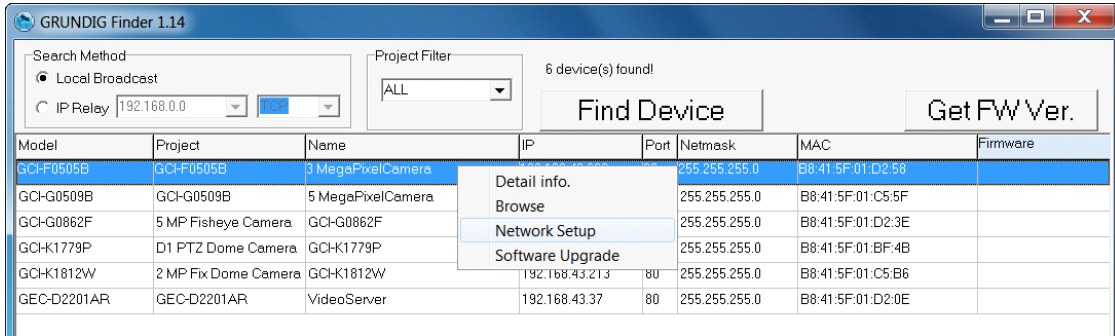 GRUNDIG Finder 1.14
Search Method
Local Broadcast
IP Relay 192.168.0.0 TCP
Project Filter
ALL
6 device(s) found!
Find Device
Get FW Ver.
Model Project Name IP Port Netmask MAC Firmware
GCI-F0505B GCI-F0505B 3 MegaPixelCamera 255.255.255.0 B8:41:5F:01:D2:58
GCI-G0509B GCI-G0509B 5 MegaPixelCamera 255.255.255.0 B8:41:5F:01:C5:5F
GCI-G0862F 5 MP Fisheye Camera GCI-G0862F 255.255.255.0 B8:41:5F:01:D2:3E
GCI-K1779P D1 PTZ Dome Camera GCI-K1779P 255.255.255.0 B8:41:5F:01:BF:4B
GCI-K1812W 2 MP Fix Dome Camera GCI-K1812W 192.168.43.213 80 255.255.255.0 B8:41:5F:01:C5:B6
GEC-D2201AR GEC-D2201AR VideoServer 192.168.43.37 80 255.255.255.0 B8:41:5F:01:D2:0E
Detail info.
Browse
Network Setup
Software Upgrade